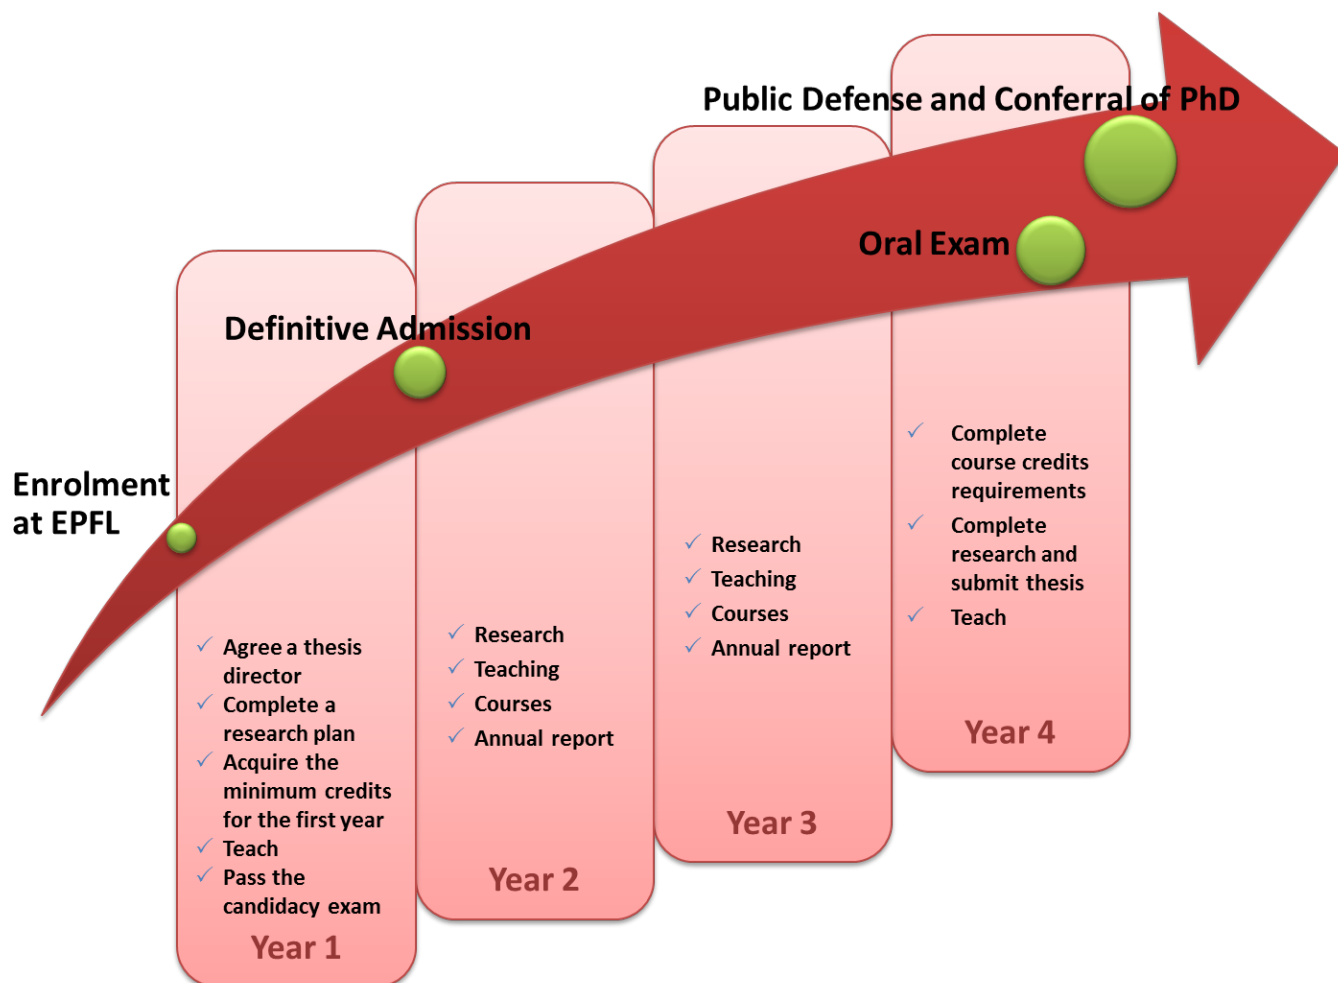 Public Defense and Conferral of PhD
Oral Exam
Definitive Admission
Enrolment
at EPFL
Agree a thesis
director
Complete a
research plan
Acquire the
minimum credits
for the first year
Teach
Pass the
candidacy exam
Year 1
Research
Teaching
Courses
Annual report
Year 2
Research
Teaching
Courses
Annual report
Year 3
Complete
course credits
requirements
Complete
research and
submit thesis
Teach
Year 4